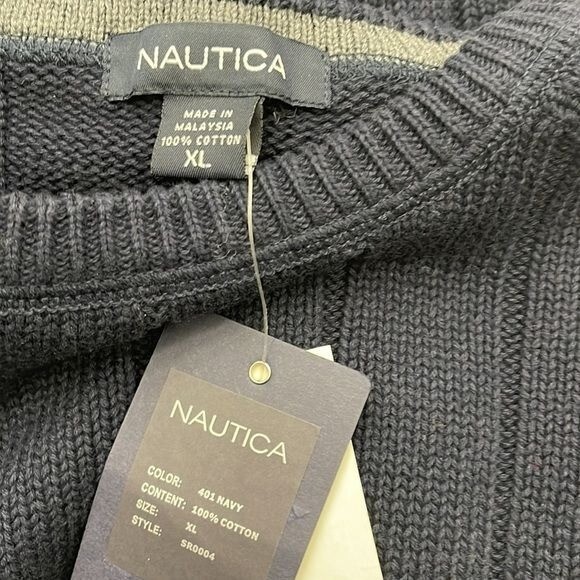 NAUTICA
MADE IN
MALAYSIA
100% COTTON
XL
NAUTICA
COLOR: 401 NAVY
CONTENT: 100% COTTON
SIZE: XL
STYLE: SR0004